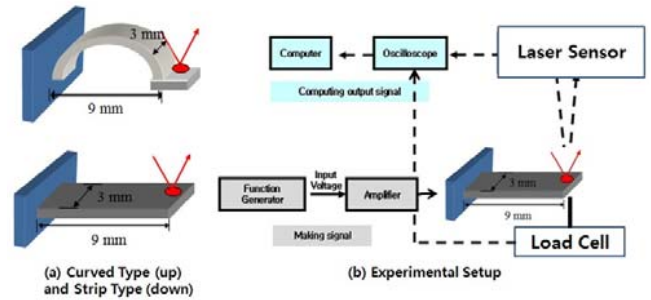 3 mm
9 mm
3 mm
9 mm
(a) Curved Type (up)
and Strip Type (down)
Computer
Oscilloscope
Laser Sensor
Computing output signal
Function
Generator
Input
Voltage
Amplifier
3 mm
9 mm
Making signal
Load Cell
(b) Experimental Setup